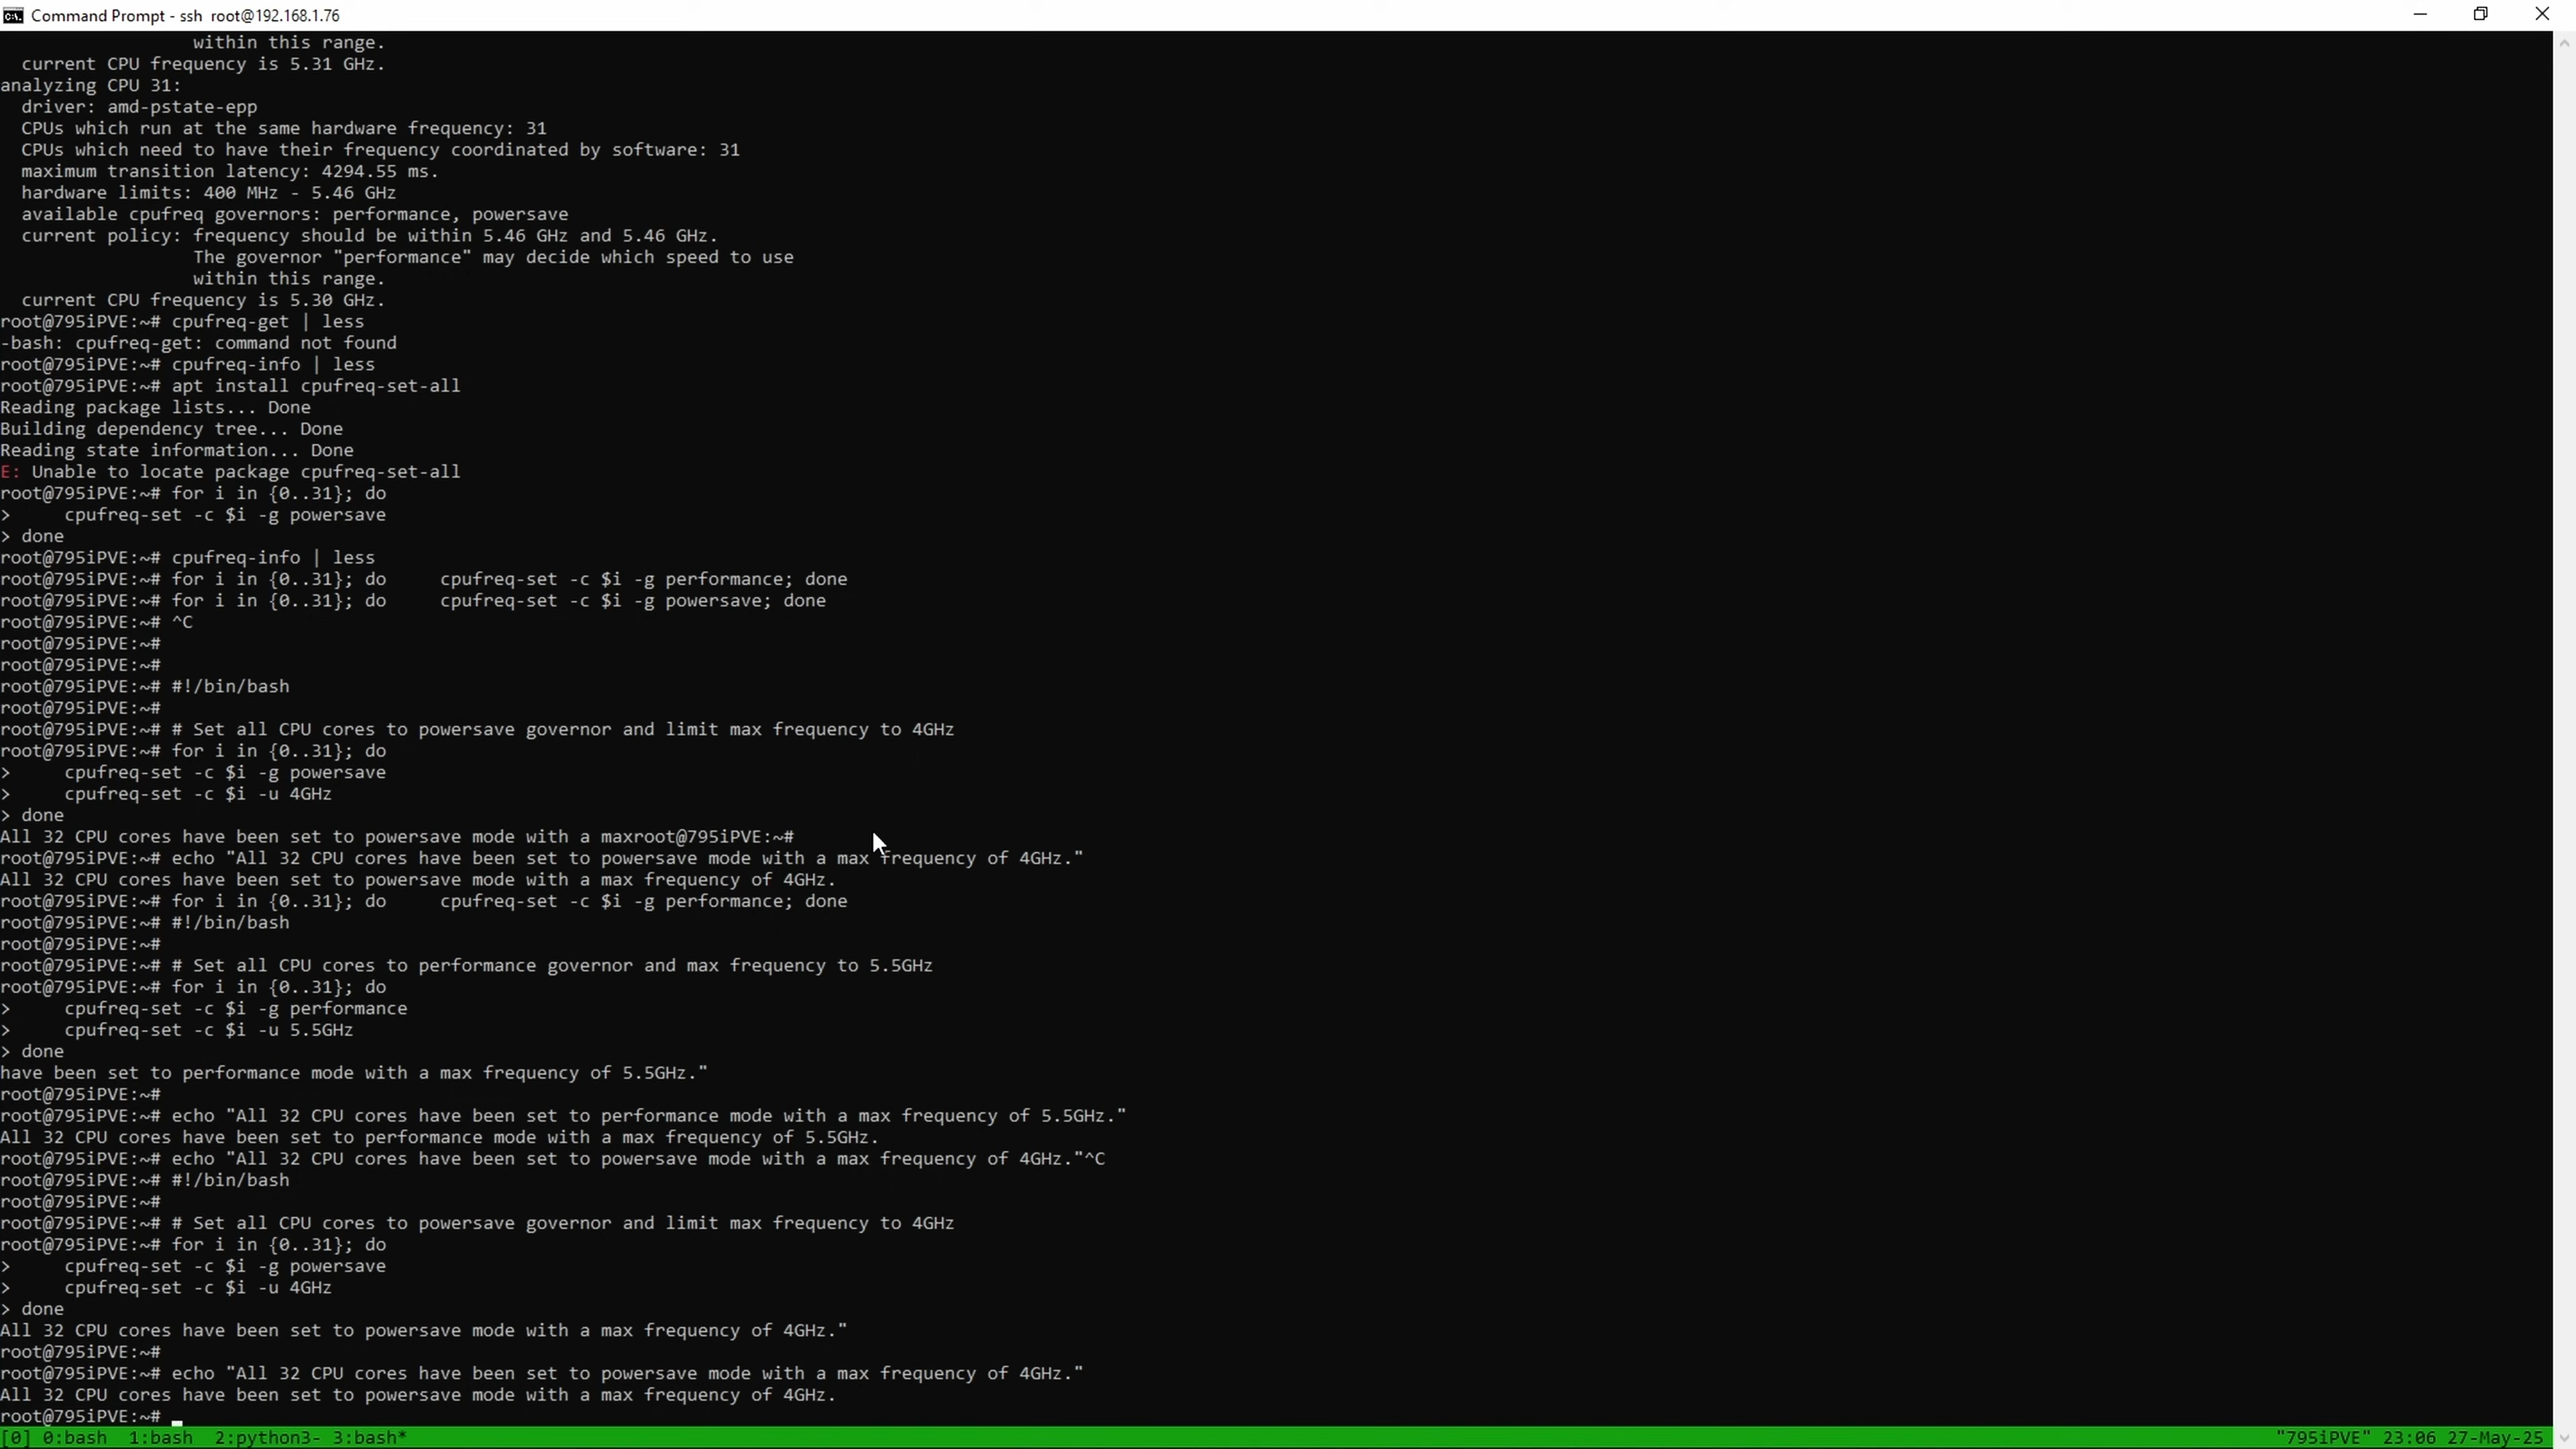 Command Prompt - ssh root@192.168.1.76
                  within this range.
  current CPU frequency is 5.31 GHz.
analyzing CPU 31:
  driver: amd-pstate-epp
  CPUs which run at the same hardware frequency: 31
  CPUs which need to have their frequency coordinated by software: 31
  maximum transition latency: 4294.55 ms.
  hardware limits: 400 MHz - 5.46 GHz
  available cpufreq governors: performance, powersave
  current policy: frequency should be within 5.46 GHz and 5.46 GHz.
                  The governor "performance" may decide which speed to use
                  within this range.
  current CPU frequency is 5.30 GHz.
root@795iPVE:~# cpufreq-get | less
-bash: cpufreq-get: command not found
root@795iPVE:~# cpufreq-info | less
root@795iPVE:~# apt install cpufreq-set-all
Reading package lists... Done
Building dependency tree... Done
Reading state information... Done
E: Unable to locate package cpufreq-set-all
root@795iPVE:~# for i in {0..31}; do
>     cpufreq-set -c $i -g powersave
> done
root@795iPVE:~# cpufreq-info | less
root@795iPVE:~# for i in {0..31}; do     cpufreq-set -c $i -g performance; done
root@795iPVE:~# for i in {0..31}; do     cpufreq-set -c $i -g powersave; done
root@795iPVE:~# ^C
root@795iPVE:~#
root@795iPVE:~#
root@795iPVE:~# #!/bin/bash
root@795iPVE:~#
root@795iPVE:~# # Set all CPU cores to powersave governor and limit max frequency to 4GHz
root@795iPVE:~# for i in {0..31}; do
>     cpufreq-set -c $i -g powersave
>     cpufreq-set -c $i -u 4GHz
> done
All 32 CPU cores have been set to powersave mode with a maxroot@795iPVE:~#
root@795iPVE:~# echo "All 32 CPU cores have been set to powersave mode with a max frequency of 4GHz."
All 32 CPU cores have been set to powersave mode with a max frequency of 4GHz.
root@795iPVE:~# for i in {0..31}; do     cpufreq-set -c $i -g performance; done
root@795iPVE:~# #!/bin/bash
root@795iPVE:~#
root@795iPVE:~# # Set all CPU cores to performance governor and max frequency to 5.5GHz
root@795iPVE:~# for i in {0..31}; do
>     cpufreq-set -c $i -g performance
>     cpufreq-set -c $i -u 5.5GHz
> done
have been set to performance mode with a max frequency of 5.5GHz."
root@795iPVE:~#
root@795iPVE:~# echo "All 32 CPU cores have been set to performance mode with a max frequency of 5.5GHz."
All 32 CPU cores have been set to performance mode with a max frequency of 5.5GHz.
root@795iPVE:~# echo "All 32 CPU cores have been set to powersave mode with a max frequency of 4GHz."^C
root@795iPVE:~# #!/bin/bash
root@795iPVE:~#
root@795iPVE:~# # Set all CPU cores to powersave governor and limit max frequency to 4GHz
root@795iPVE:~# for i in {0..31}; do
>     cpufreq-set -c $i -g powersave
>     cpufreq-set -c $i -u 4GHz
> done
All 32 CPU cores have been set to powersave mode with a max frequency of 4GHz."
root@795iPVE:~#
root@795iPVE:~# echo "All 32 CPU cores have been set to powersave mode with a max frequency of 4GHz."
All 32 CPU cores have been set to powersave mode with a max frequency of 4GHz.
root@795iPVE:~#
[0] 0:bash  1:bash  2:python3- 3:bash* "795iPVE" 23:06 27-May-25